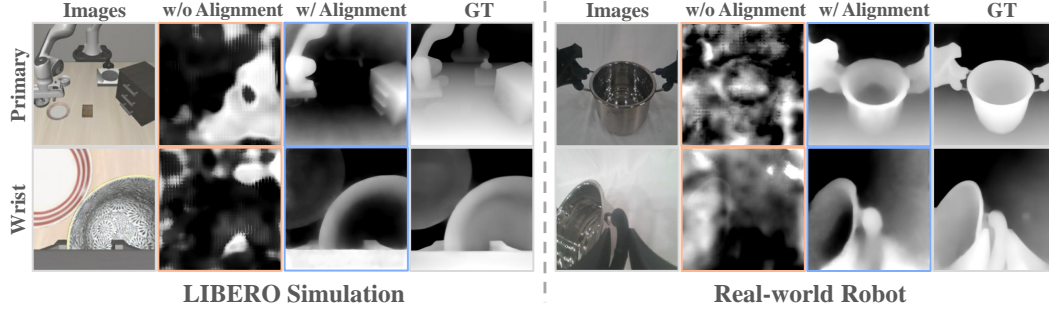 Images w/o Alignment w/ Alignment GT
Images w/o Alignment w/ Alignment GT
Primary
Wrist
LIBERO Simulation
Real-world Robot